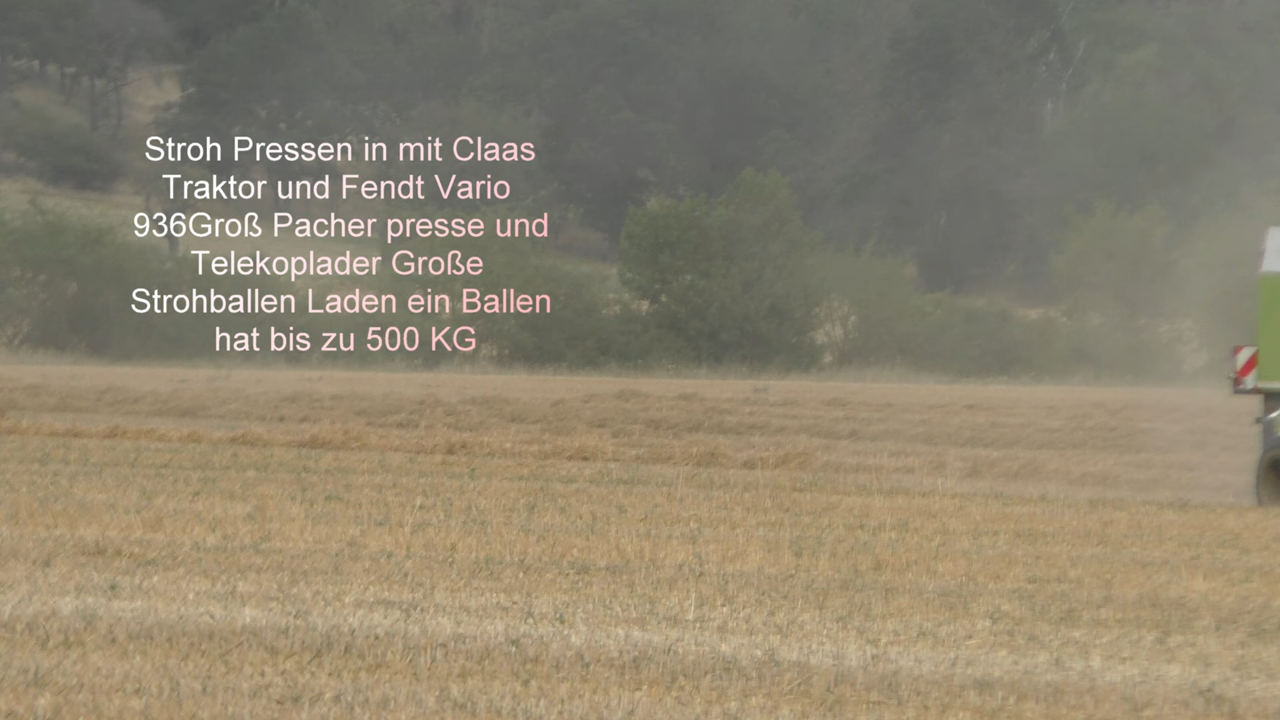 Stroh Pressen in mit Claas
Traktor und Fendt Vario
936Groß Pacher presse und
Telekoplader Große
Strohballen Laden ein Ballen
hat bis zu 500 KG